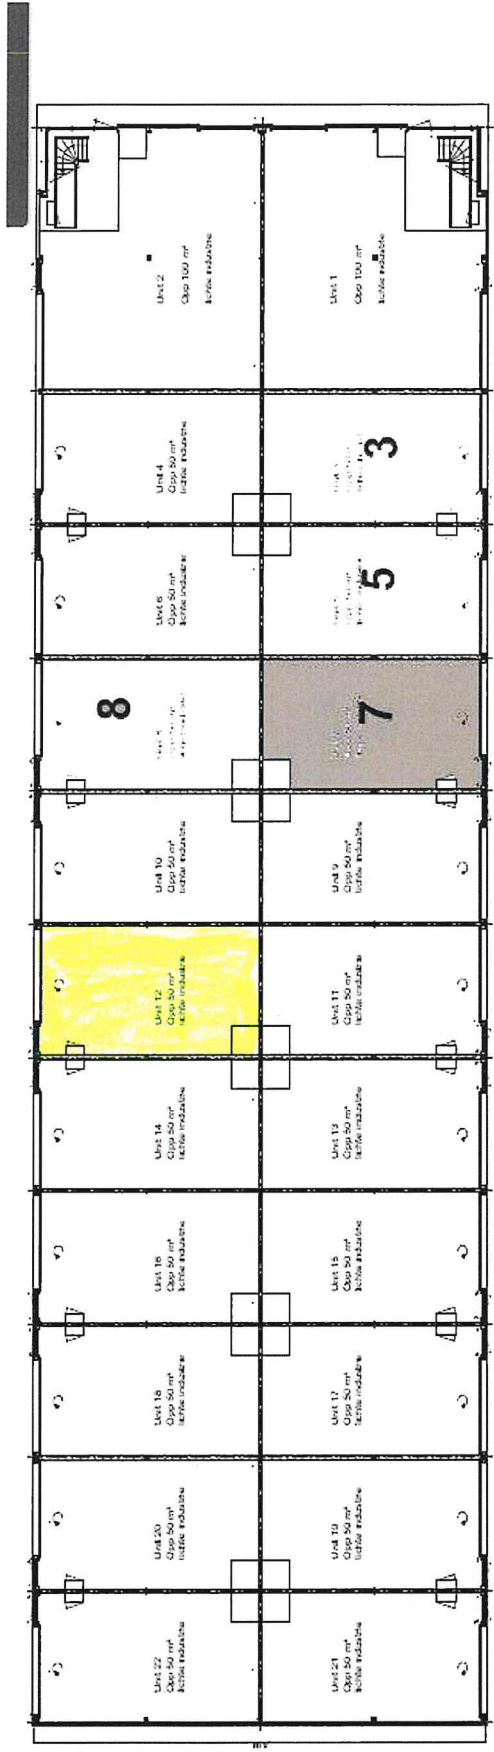 Unit 2
Opp 100 m²
lichte industrie
Unit 1
Opp 100 m²
lichte industrie
Unit 4
Opp 50 m²
lichte industrie
3
Unit 6
Opp 50 m²
lichte industrie
5
8
7
Unit 10
Opp 50 m²
lichte industrie
Unit 9
Opp 50 m²
lichte industrie
Unit 12
Opp 50 m²
lichte industrie
Unit 11
Opp 50 m²
lichte industrie
Unit 14
Opp 50 m²
lichte industrie
Unit 13
Opp 50 m²
lichte industrie
Unit 16
Opp 50 m²
lichte industrie
Unit 15
Opp 50 m²
lichte industrie
Unit 18
Opp 50 m²
lichte industrie
Unit 17
Opp 50 m²
lichte industrie
Unit 20
Opp 50 m²
lichte industrie
Unit 19
Opp 50 m²
lichte industrie
Unit 22
Opp 50 m²
lichte industrie
Unit 21
Opp 50 m²
lichte industrie